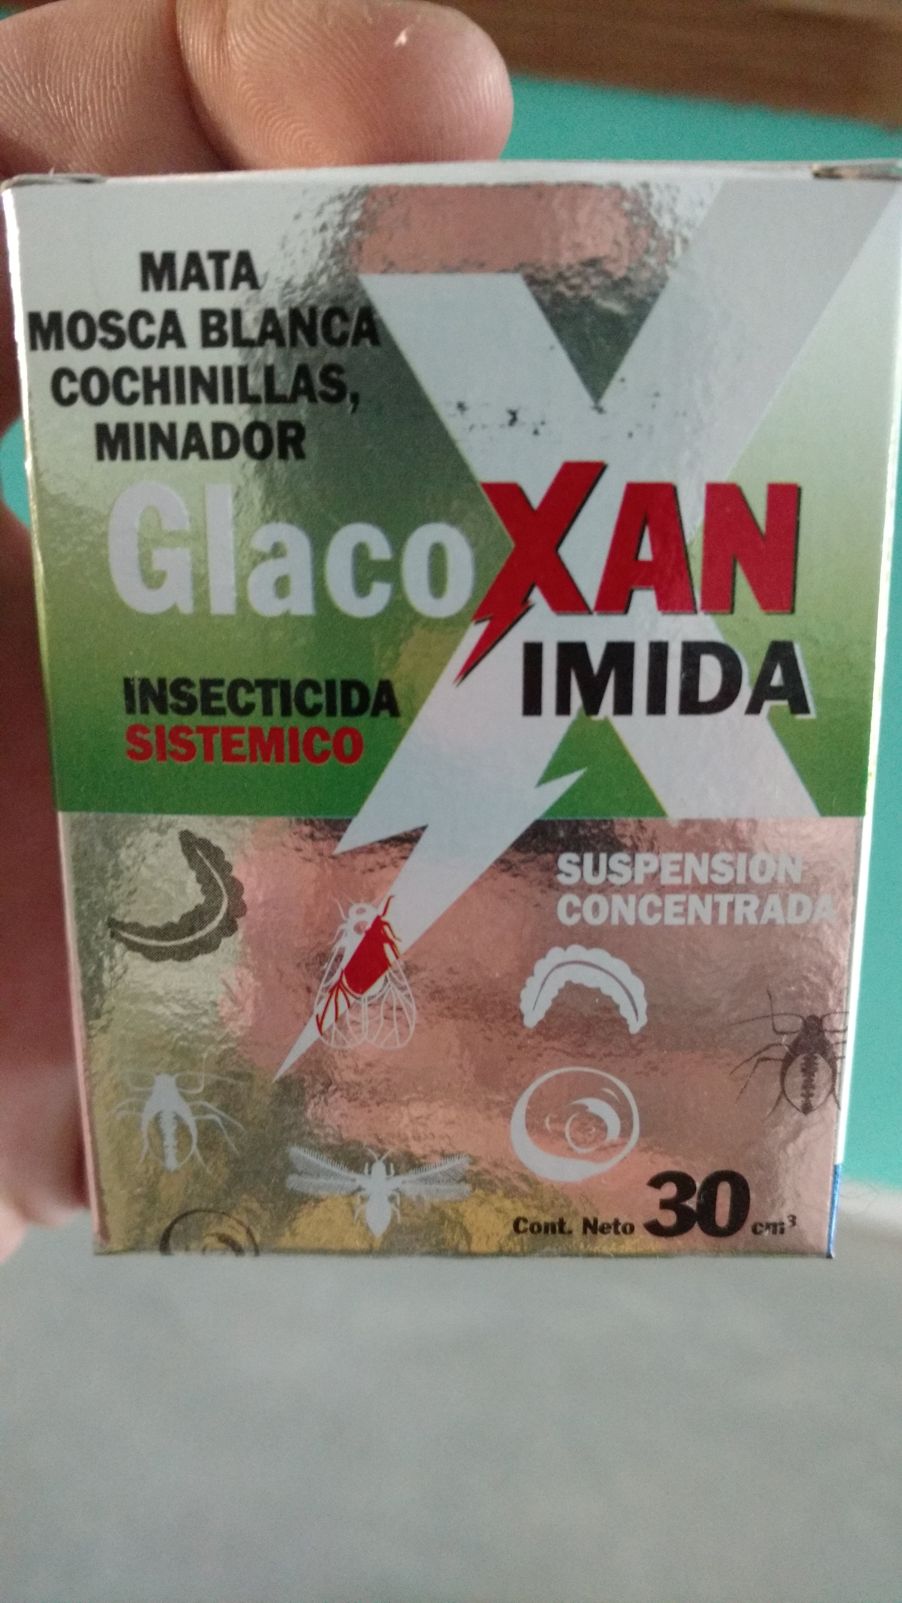 MATA
MOSCA BLANCA
COCHINILLAS,
MINADOR
GlacoXAN
IMIDA
INSECTICIDA
SISTEMICO
SUSPENSION
CONCENTRADA
Cont. Neto 30 cm³